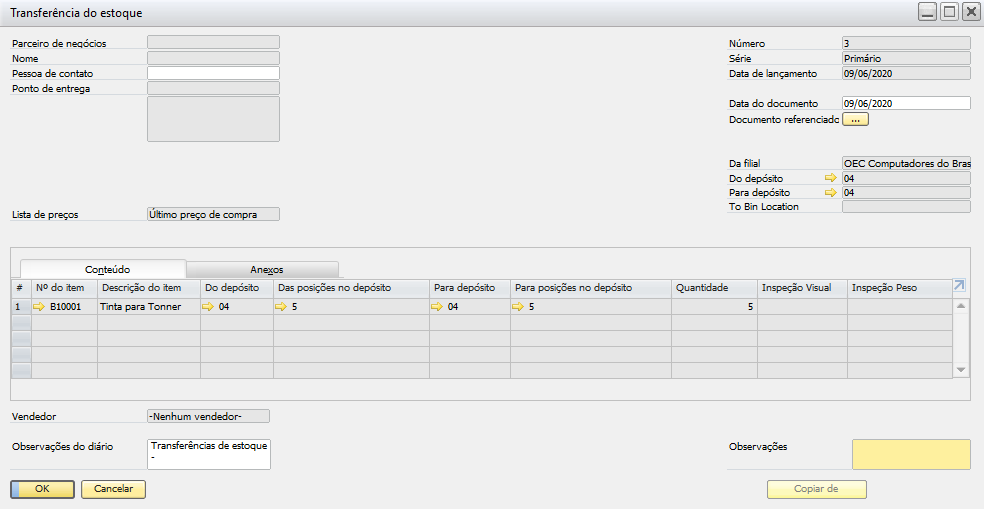 Transferência do estoque
Parceiro de negócios
Nome
Pessoa de contato
Ponto de entrega
Número 3
Série Primário
Data de lançamento 09/06/2020
Data do documento 09/06/2020
Documento referenciado ...
Da filial OEC Computadores do Bras
Do depósito 04
Para depósito 04
To Bin Location
Lista de preços Último preço de compra
Conteúdo Anexos
# Nº do item Descrição do item Do depósito Das posições no depósito Para depósito Para posições no depósito Quantidade Inspeção Visual Inspeção Peso
1 B10001 Tinta para Tonner 04 5 04 5 5
Vendedor -Nenhum vendedor-
Observações do diário Transferências de estoque
-
Observações
OK Cancelar Copiar de